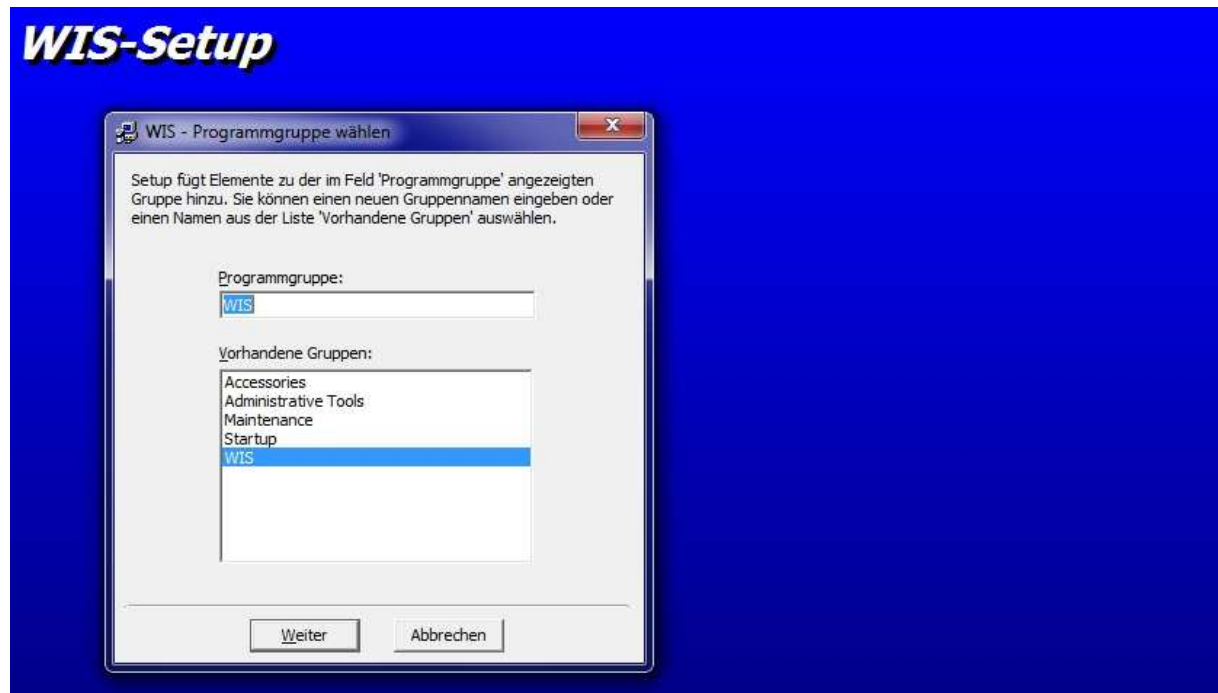 WIS-Setup
WIS - Programmgruppe wählen
Setup fügt Elemente zu der im Feld 'Programmgruppe' angezeigten
Gruppe hinzu. Sie können einen neuen Gruppennamen eingeben oder
einen Namen aus der Liste 'Vorhandene Gruppen' auswählen.
Programmgruppe:
WIS
Vorhandene Gruppen:
Accessories
Administrative Tools
Maintenance
Startup
WIS
Weiter Abbrechen